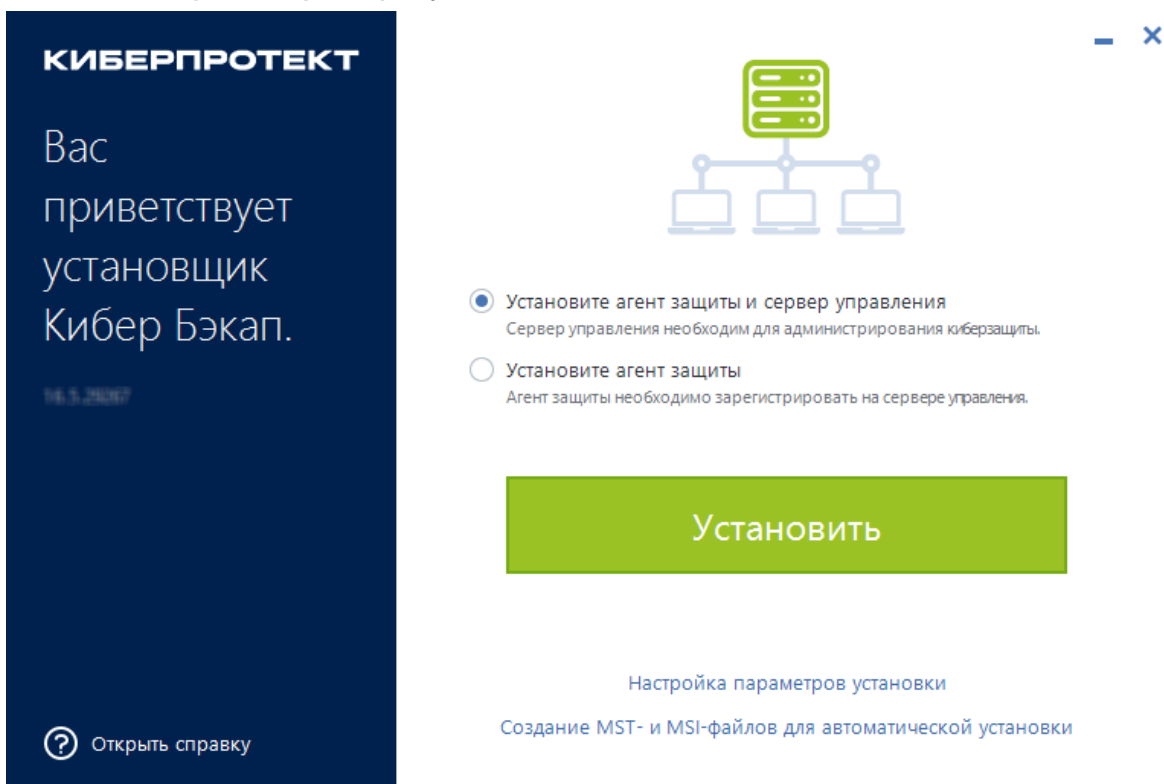 КИБЕРПРОТЕКТ
Вас
приветствует
установщик
Кибер Бэкап.
Установите агент защиты и сервер управления
Сервер управления необходим для администрирования киберзащиты.
Установите агент защиты
Агент защиты необходимо зарегистрировать на сервере управления.
Установить
Настройка параметров установки
Создание MST- и MSI-файлов для автоматической установки
Открыть справку